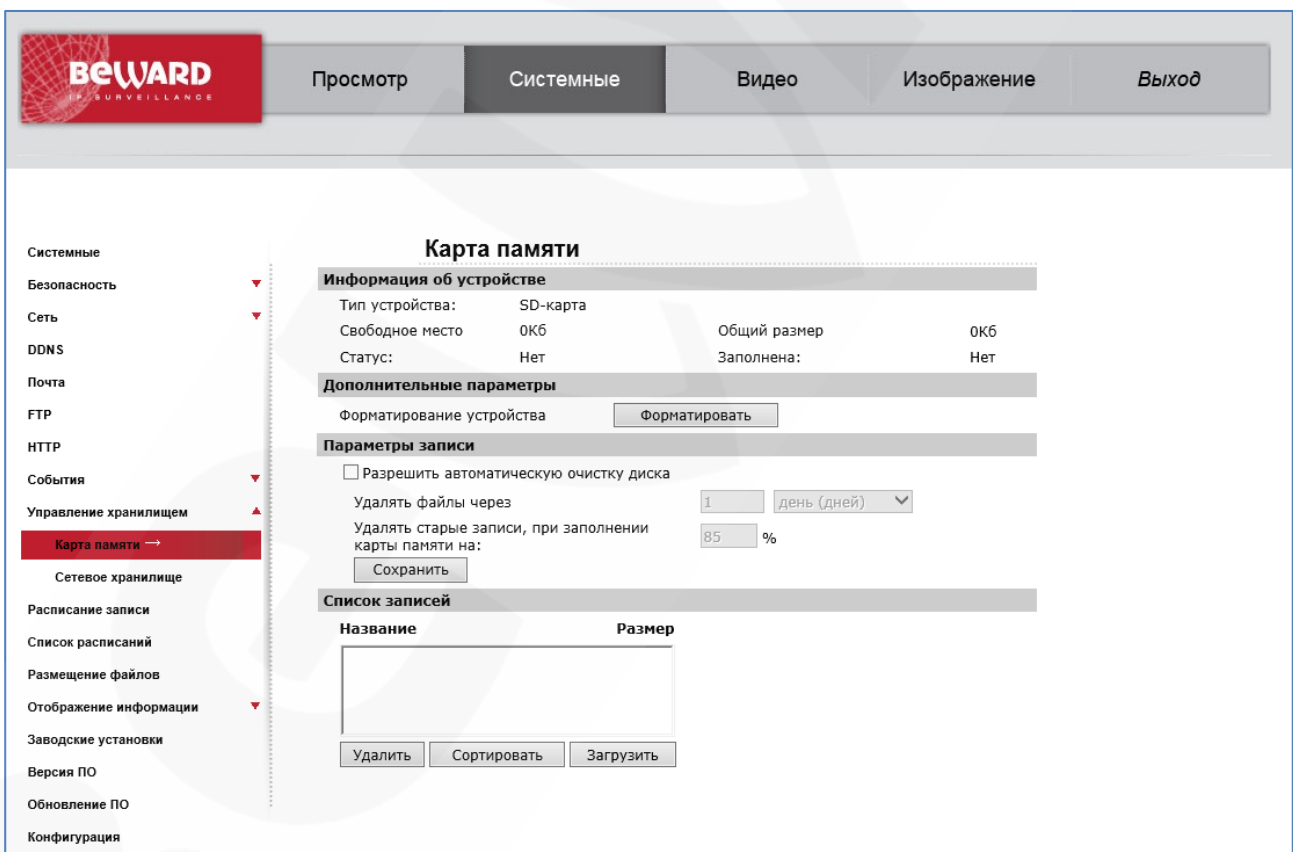 BEWARD
IP SURVEILLANCE
Просмотр Системные Видео Изображение Выход
Карта памяти
Системные
Безопасность
Сеть
DDNS
Почта
FTP
HTTP
События
Управление хранилищем
Карта памяти →
Сетевое хранилище
Расписание записи
Список расписаний
Размещение файлов
Отображение информации
Заводские установки
Версия ПО
Обновление ПО
Конфигурация
Информация об устройстве
Тип устройства: SD-карта
Свободное место 0Кб Общий размер 0Кб
Статус: Нет Заполнена: Нет
Дополнительные параметры
Форматирование устройства Форматировать
Параметры записи
Разрешить автоматическую очистку диска
Удалять файлы через 1 день (дней)
Удалять старые записи, при заполнении
карты памяти на: 85 %
Сохранить
Список записей
Название Размер
Удалить Сортировать Загрузить